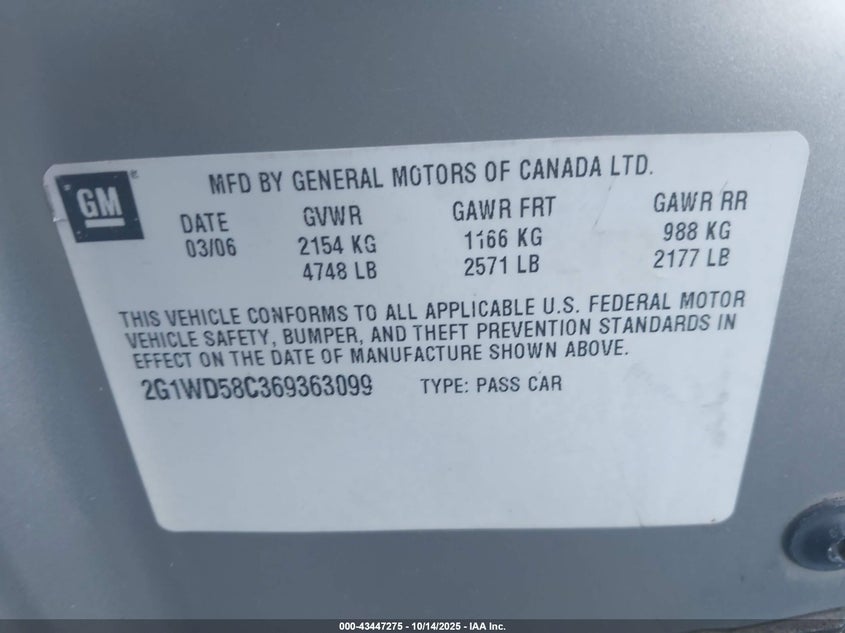 GM
MFD BY GENERAL MOTORS OF CANADA LTD.
DATE GVWR GAWR FRT GAWR RR
03/06 2154 KG 1166 KG 988 KG
4748 LB 2571 LB 2177 LB
THIS VEHICLE CONFORMS TO ALL APPLICABLE U.S. FEDERAL MOTOR
VEHICLE SAFETY, BUMPER, AND THEFT PREVENTION STANDARDS IN
EFFECT ON THE DATE OF MANUFACTURE SHOWN ABOVE.
2G1WD58C369363099 TYPE: PASS CAR
000-43447275 - 10/14/2025 - IAA Inc.